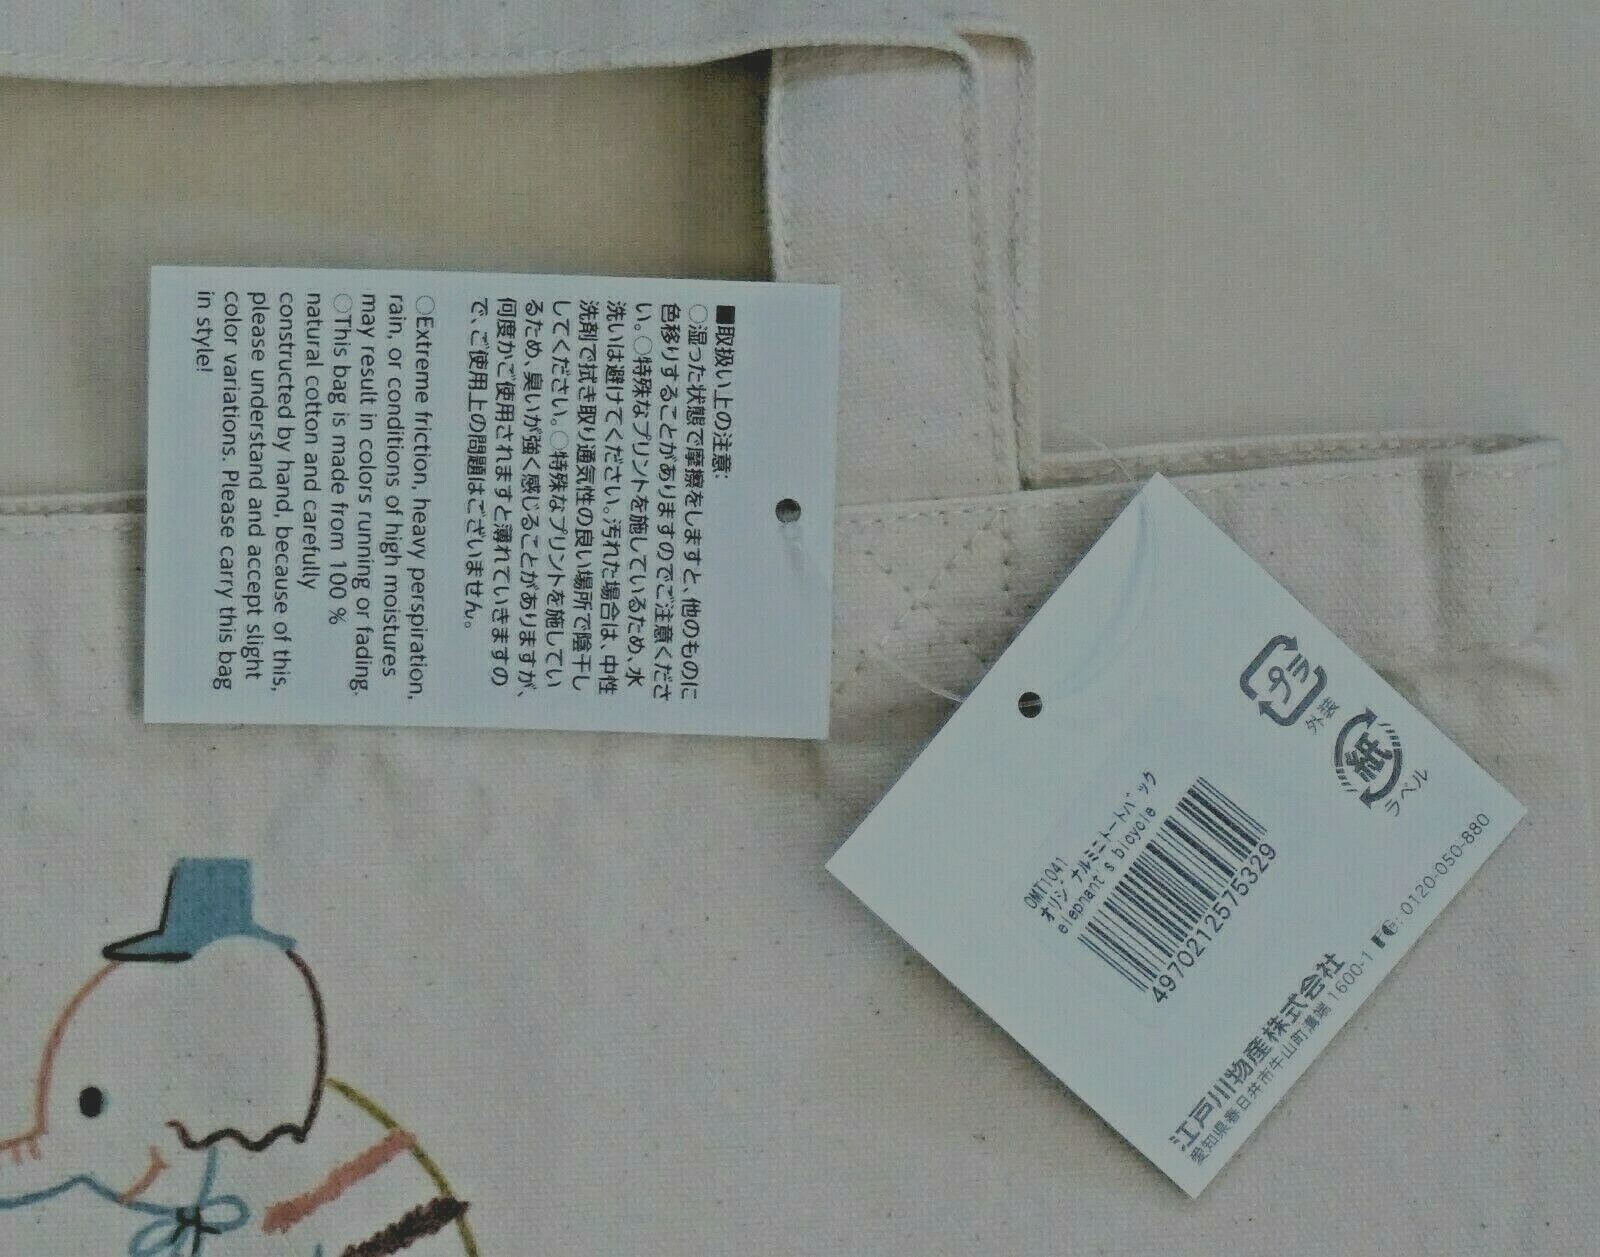 ■取扱い上の注意:
○湿った状態で摩擦をしますと、他のものに
色移りすることがありますのでご注意くださ
い。○特殊なプリントを施しているため、水
洗いは避けてください。汚れた場合は、中性
洗剤で拭き取り通気性の良い場所で陰干し
してください。○特殊なプリントを施してい
るため、臭いが強く感じることがありますが、
何度かご使用されますと薄れていきますの
で、ご使用上の問題はございません。
○Extreme friction, heavy perspiration,
rain, or conditions of high moistures
may result in colors running or fading.
○This bag is made from 100 %
natural cotton and carefully
constructed by hand, because of this,
please understand and accept slight
color variations. Please carry this bag
in style!
プラ
外装
紙
ラベル
OMT1041
オリジナルミニトートバック
elephant's bicycle
4970212575329
江戸川物産株式会社
愛知県春日井市牛山町溝端1600-1 ℡: 0120-050-880